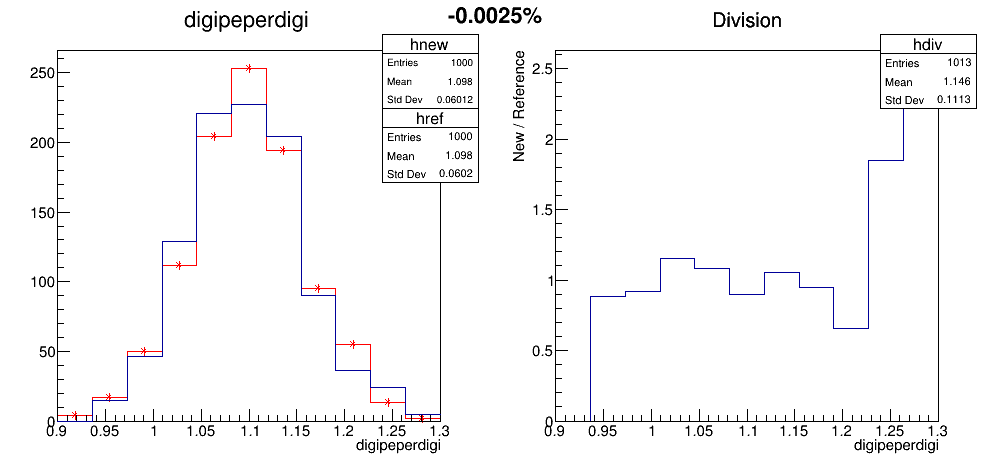 -0.0025%
digipeperdigi
hnew
Entries 1000
Mean 1.098
Std Dev 0.06012
href
Entries 1000
Mean 1.098
Std Dev 0.0602
250
200
150
100
50
0
0.9 0.95 1 1.05 1.1 1.15 1.2 1.25 1.3
digipeperdigi
Division
hdiv
Entries 1013
Mean 1.146
Std Dev 0.1113
New / Reference
2.5
2
1.5
1
0.5
0
0.9 0.95 1 1.05 1.1 1.15 1.2 1.25 1.3
digipeperdigi